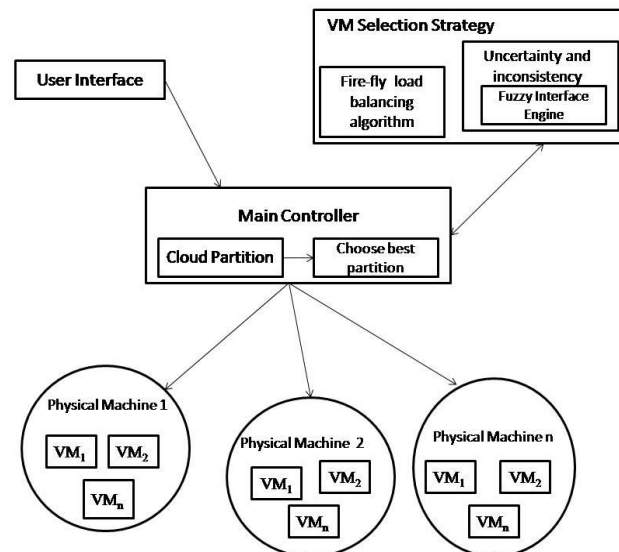 VM Selection Strategy
User Interface
Fire-fly load
balancing
algorithm
Uncertainty and
inconsistency
Fuzzy Interface
Engine
Main Controller
Cloud Partition
Choose best
partition
Physical Machine 1
VM₁ VM₂
VMₙ
Physical Machine 2
VM₁ VM₂
VMₙ
Physical Machine n
VM₁ VM₂
VMₙ